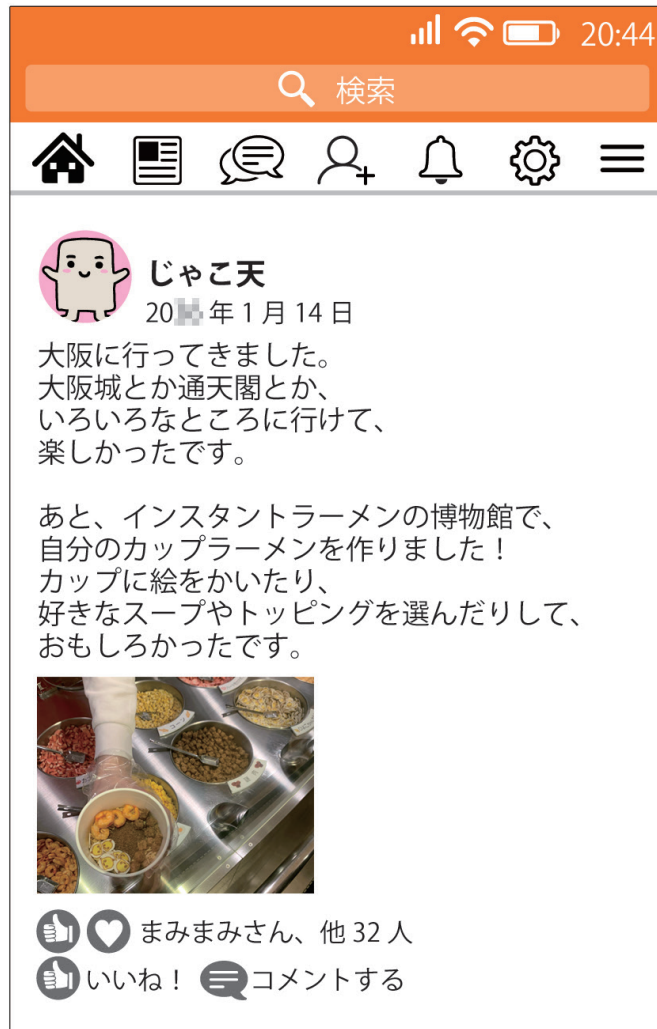 20:44
検索
じゃこ天
20 年 1 月 14 日
大阪に行ってきました。
大阪城とか通天閣とか、
いろいろなところに行けて、
楽しかったです。
あと、インスタントラーメンの博物館で、
自分のカップラーメンを作りました!
カップに絵をかいたり、
好きなスープやトッピングを選んだりして、
おもしろかったです。
まみまみさん、他 32 人
いいね! コメントする